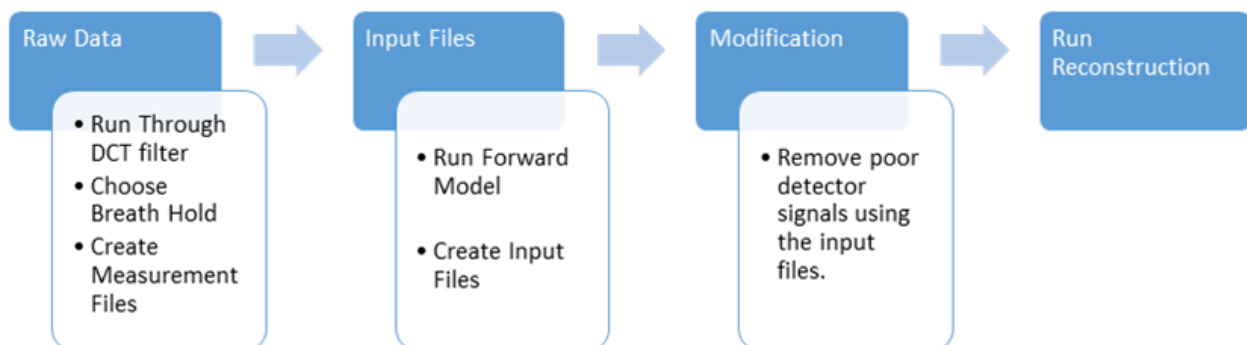 Raw Data
• Run Through
DCT filter
• Choose
Breath Hold
• Create
Measurement
Files
Input Files
• Run Forward
Model
• Create Input
Files
Modification
• Remove poor
detector
signals using
the input
files.
Run
Reconstruction